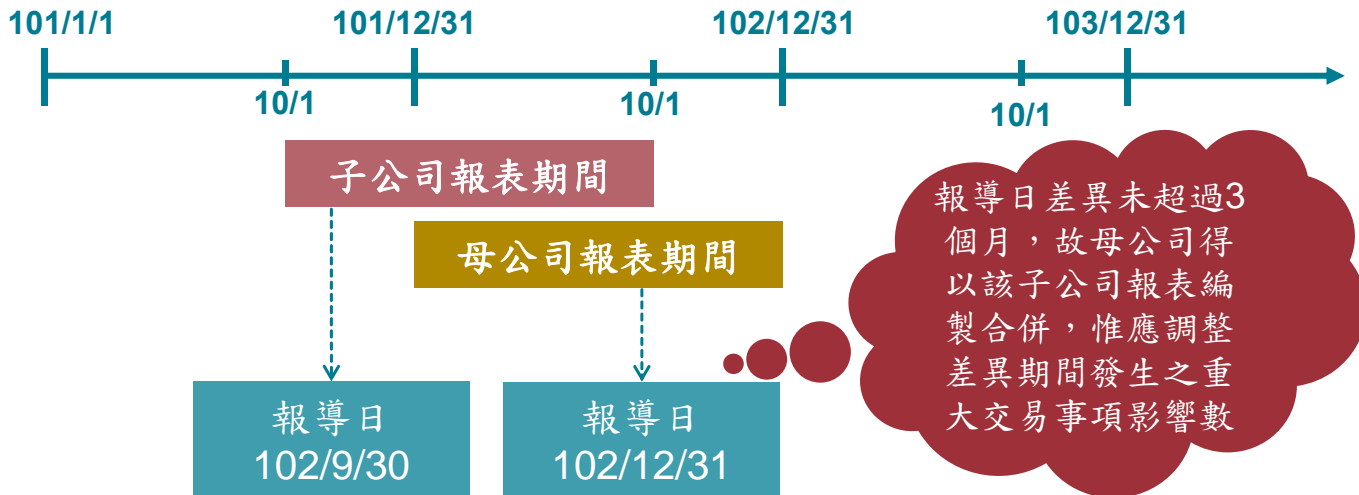 101/1/1
101/12/31
102/12/31
103/12/31
10/1
10/1
10/1
子公司報表期間
母公司報表期間
報導日
102/9/30
報導日
102/12/31
報導日差異未超過3
個月，故母公司得
以該子公司報表編
製合併，惟應調整
差異期間發生之重
大交易事項影響數